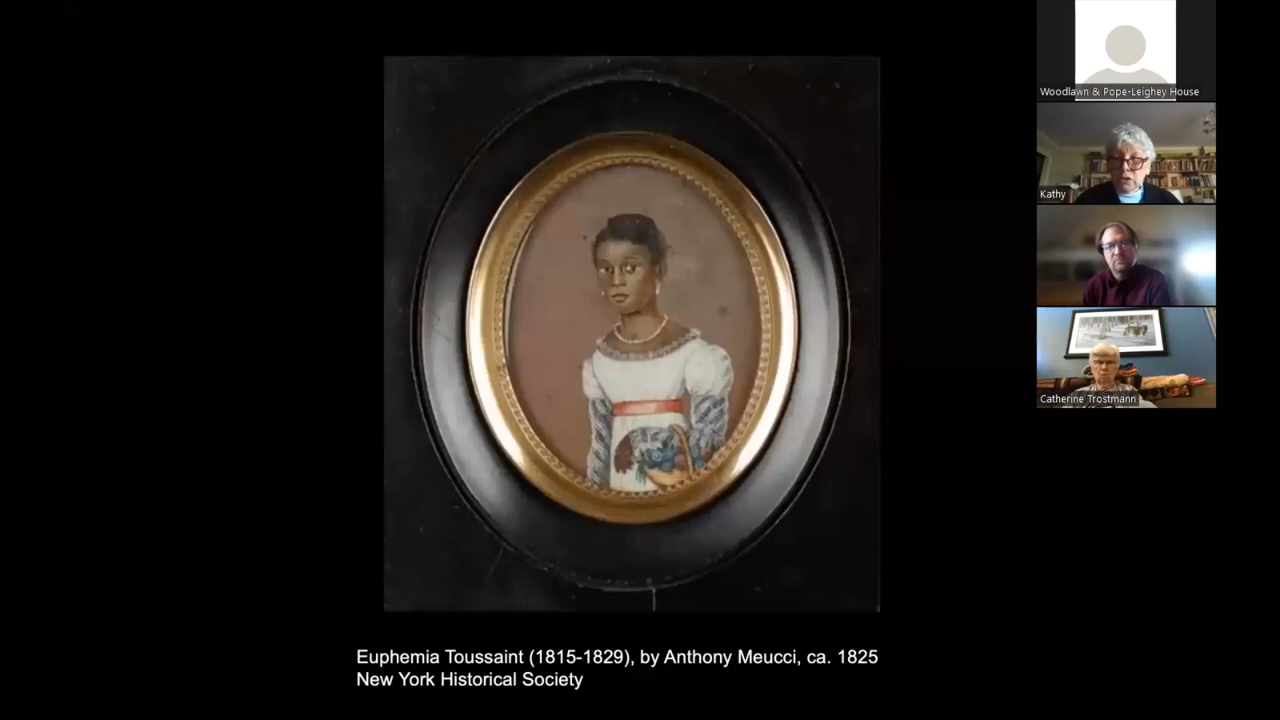 Woodlawn & Pope-Leighey House
Kathy
Catherine Trostmann
Euphemia Toussaint (1815-1829), by Anthony Meucci, ca. 1825
New York Historical Society